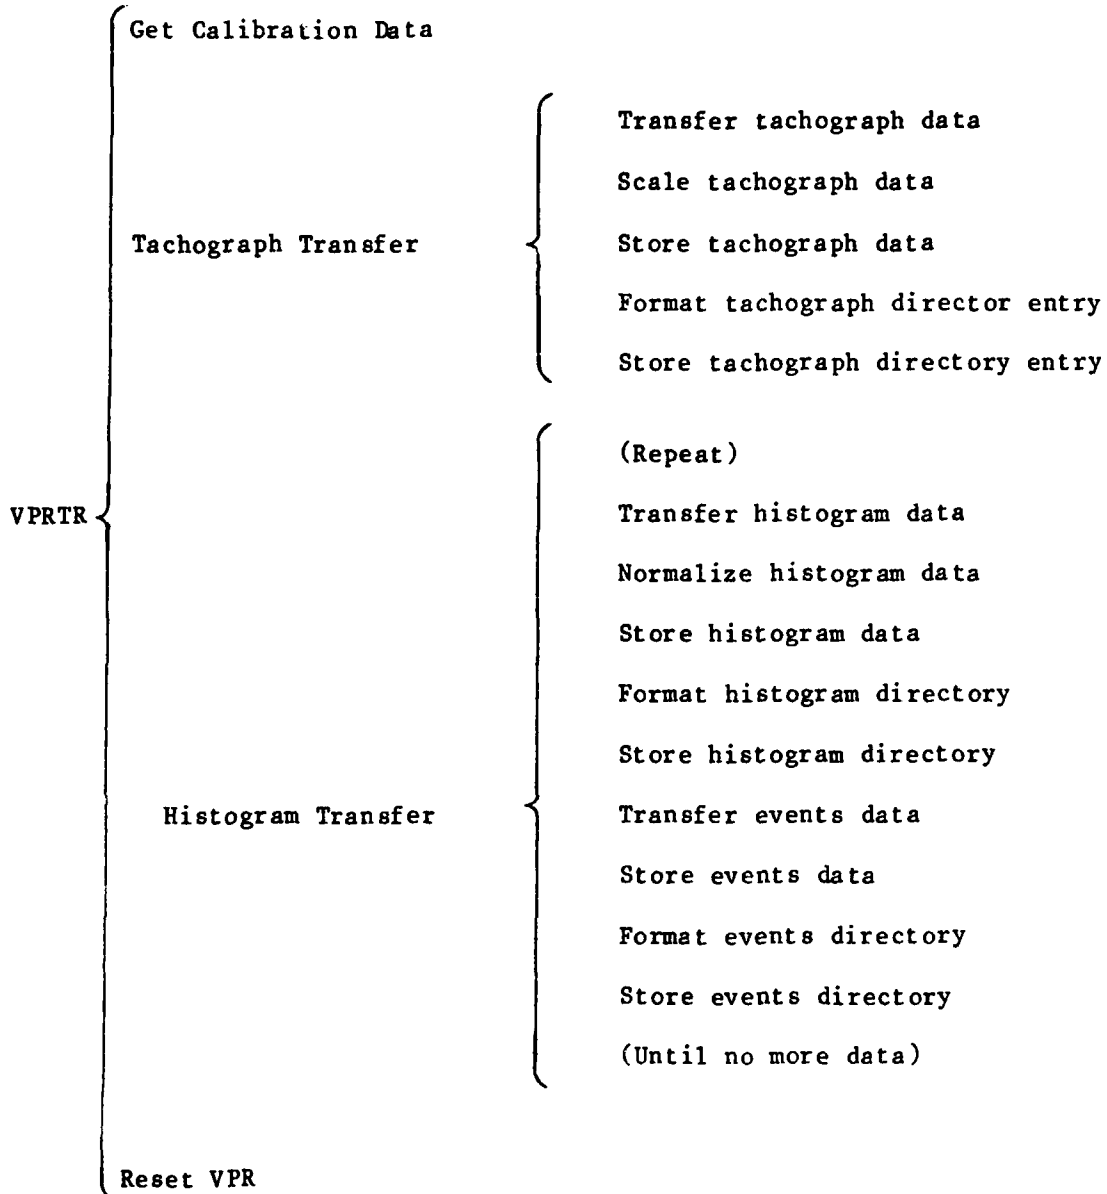 Get Calibration Data
Transfer tachograph data
Scale tachograph data
Tachograph Transfer
Store tachograph data
Format tachograph director entry
Store tachograph directory entry
(Repeat)
VPRTR
Transfer histogram data
Normalize histogram data
Store histogram data
Format histogram directory
Store histogram directory
Histogram Transfer
Transfer events data
Store events data
Format events directory
Store events directory
(Until no more data)
Reset VPR